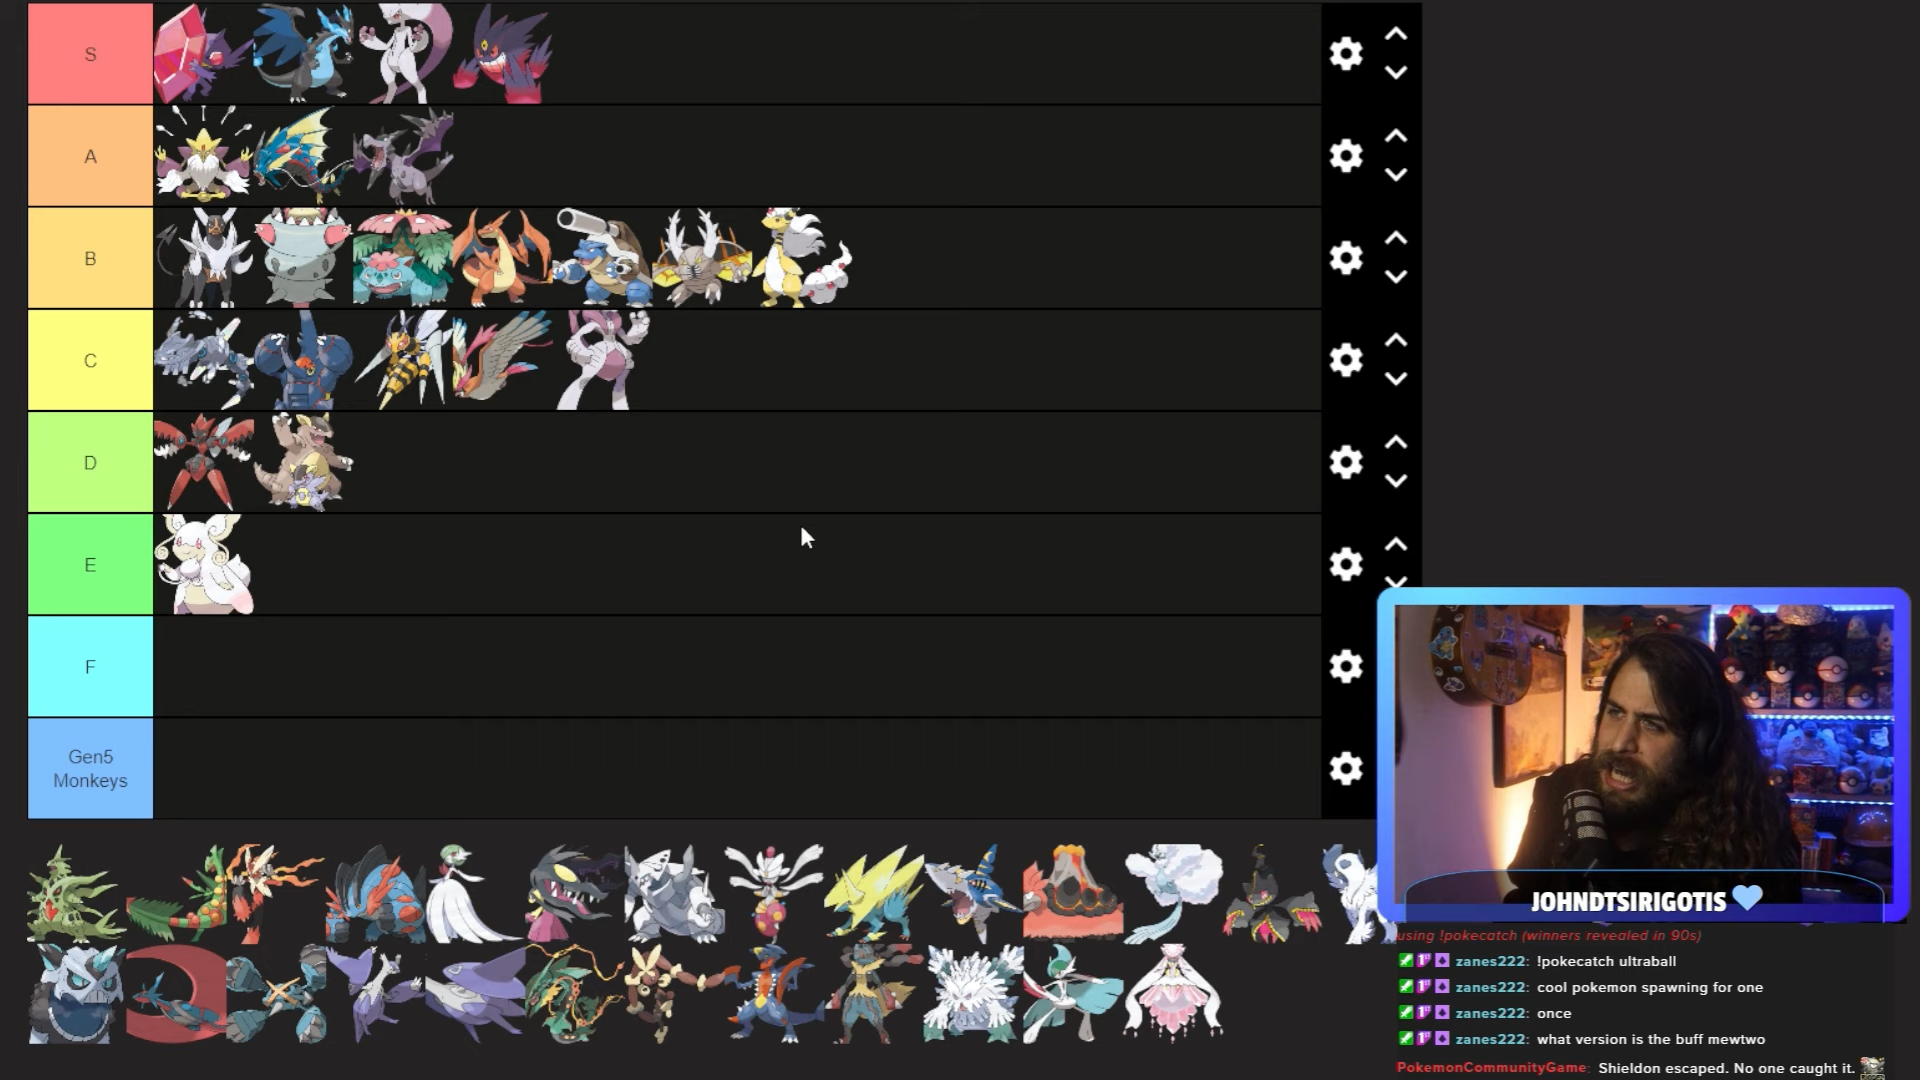 S
A
B
C
D
E
F
Gen5
Monkeys
JOHNDTSIRIGOTIS
using !pokecatch (winners revealed in 90s)
zanes222: !pokecatch ultraball
zanes222: cool pokemon spawning for one
zanes222: once
zanes222: what version is the buff mewtwo
PokemonCommunityGame: Shieldon escaped. No one caught it.